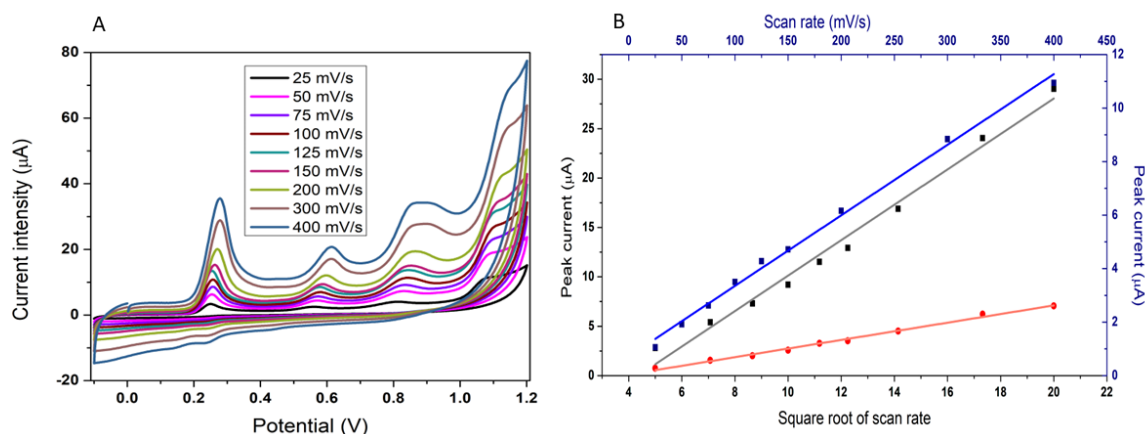 A
80
60
40
20
0
-20
Current intensity (μA)
25 mV/s
50 mV/s
75 mV/s
100 mV/s
125 mV/s
150 mV/s
200 mV/s
300 mV/s
400 mV/s
0.0 0.2 0.4 0.6 0.8 1.0 1.2
Potential (V)
B
Scan rate (mV/s)
0 50 100 150 200 250 300 350 400 450
30
25
20
15
10
5
0
Peak current (μA)
12
10
8
6
4
2
0
Peak current (μA)
4 6 8 10 12 14 16 18 20 22
Square root of scan rate